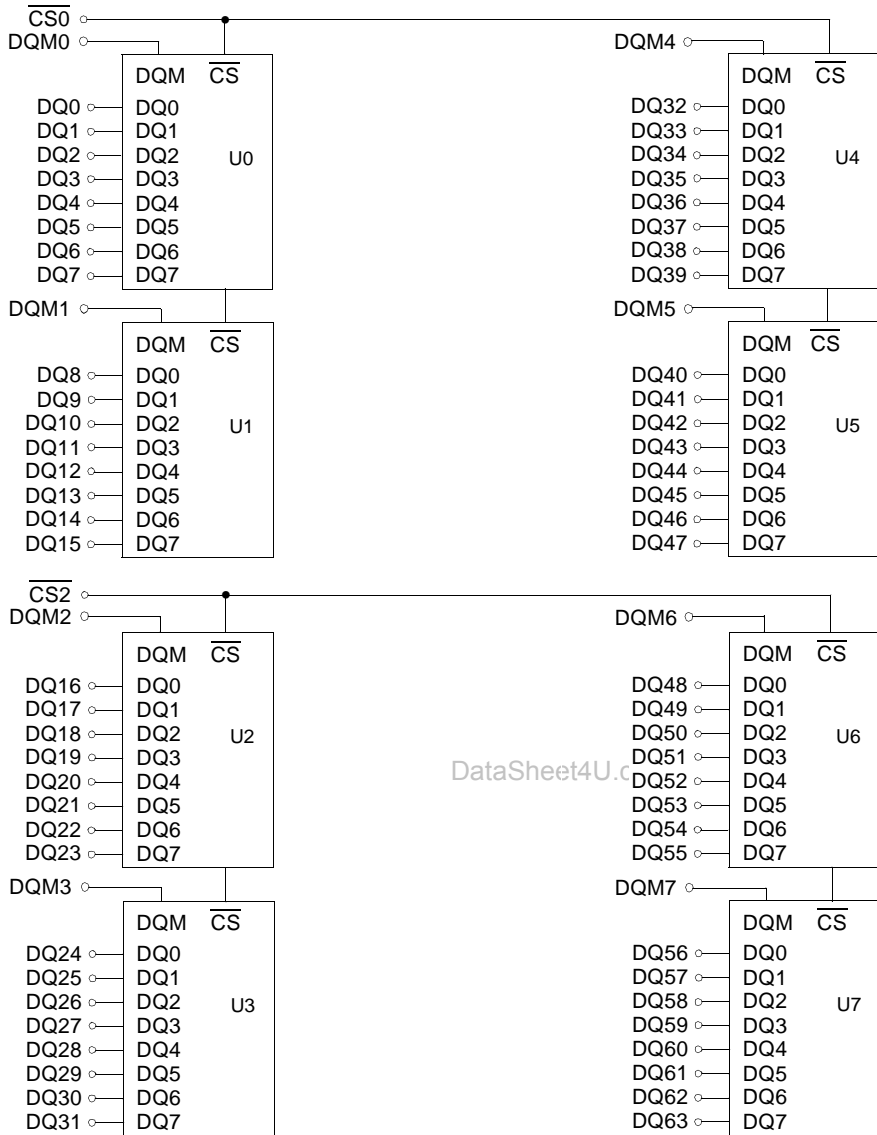 CS0
DQM0
DQM CS
DQ0 DQ0
DQ1 DQ1
DQ2 DQ2
DQ3 DQ3
DQ4 DQ4
DQ5 DQ5
DQ6 DQ6
DQ7 DQ7
U0
DQM4
DQM CS
DQ32 DQ0
DQ33 DQ1
DQ34 DQ2
DQ35 DQ3
DQ36 DQ4
DQ37 DQ5
DQ38 DQ6
DQ39 DQ7
U4
DQM1
DQM CS
DQ8 DQ0
DQ9 DQ1
DQ10 DQ2
DQ11 DQ3
DQ12 DQ4
DQ13 DQ5
DQ14 DQ6
DQ15 DQ7
U1
DQM5
DQM CS
DQ40 DQ0
DQ41 DQ1
DQ42 DQ2
DQ43 DQ3
DQ44 DQ4
DQ45 DQ5
DQ46 DQ6
DQ47 DQ7
U5
CS2
DQM2
DQM CS
DQ16 DQ0
DQ17 DQ1
DQ18 DQ2
DQ19 DQ3
DQ20 DQ4
DQ21 DQ5
DQ22 DQ6
DQ23 DQ7
U2
DQM6
DQM CS
DQ48 DQ0
DQ49 DQ1
DQ50 DQ2
DQ51 DQ3
DQ52 DQ4
DQ53 DQ5
DQ54 DQ6
DQ55 DQ7
U6
DataSheet4U.c
DQM3
DQM CS
DQ24 DQ0
DQ25 DQ1
DQ26 DQ2
DQ27 DQ3
DQ28 DQ4
DQ29 DQ5
DQ30 DQ6
DQ31 DQ7
U3
DQM7
DQM CS
DQ56 DQ0
DQ57 DQ1
DQ58 DQ2
DQ59 DQ3
DQ60 DQ4
DQ61 DQ5
DQ62 DQ6
DQ63 DQ7
U7